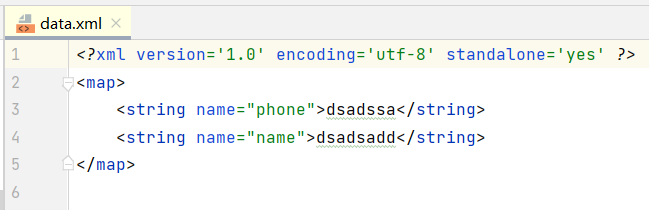 data.xml
1 <?xml version='1.0' encoding='utf-8' standalone='yes' ?>
2 <map>
3 <string name="phone">dsadssa</string>
4 <string name="name">dsadsadd</string>
5 </map>
6